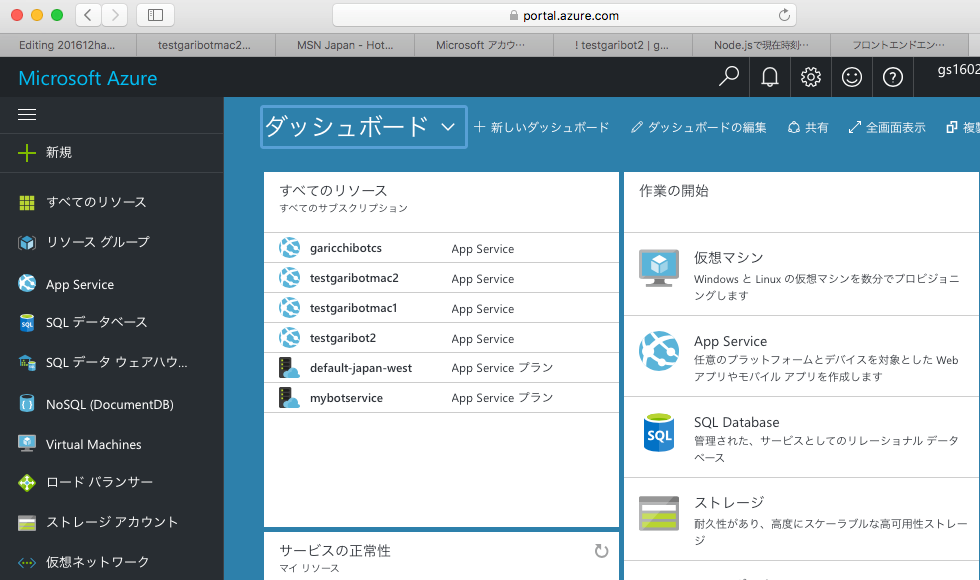 portal.azure.com
Editing 201612ha...
testgaribotmac2...
MSN Japan - Hot...
Microsoft アカウ...
! testgaribot2 | g...
Node.jsで現在時刻...
フロントエンドエン...
Microsoft Azure
gs1602
ダッシュボード
新しいダッシュボード
ダッシュボードの編集
共有
全画面表示
複製
新規
すべてのリソース
リソース グループ
App Service
SQL データベース
SQL データ ウェアハウ...
NoSQL (DocumentDB)
Virtual Machines
ロード バランサー
ストレージ アカウント
仮想ネットワーク
すべてのリソース
すべてのサブスクリプション
garicchibotcs App Service
testgaribotmac2 App Service
testgaribotmac1 App Service
testgaribot2 App Service
default-japan-west App Service プラン
mybotservice App Service プラン
サービスの正常性
マイ リソース
作業の開始
仮想マシン
Windows と Linux の仮想マシンを数分でプロビジョニ
ングします
App Service
任意のプラットフォームとデバイスを対象とした Web
アプリやモバイル アプリを作成します
SQL Database
SQL
管理された、サービスとしてのリレーショナル データ
ベース
ストレージ
耐久性があり、高度にスケーラブルな高可用性ストレー
ジ